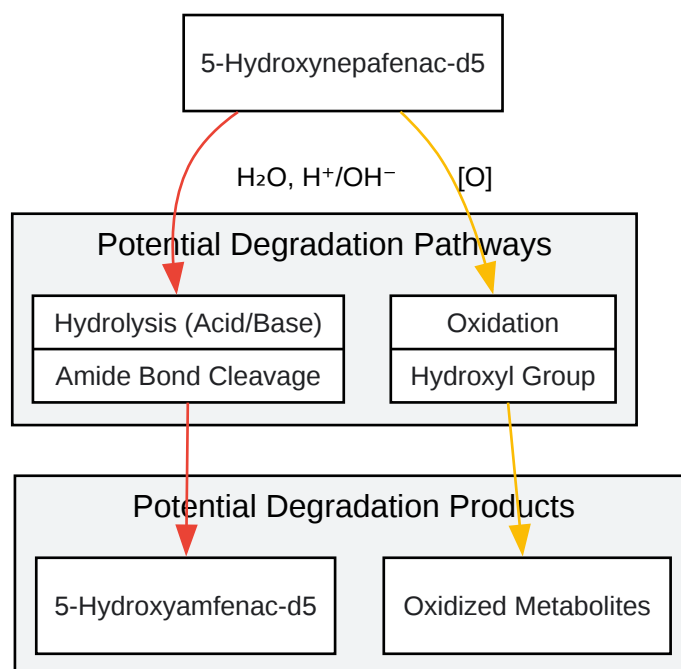 5-Hydroxynepafenac-d5
H₂O, H⁺/OH⁻ [O]
Potential Degradation Pathways
Hydrolysis (Acid/Base) Oxidation
Amide Bond Cleavage Hydroxyl Group
Potential Degradation Products
5-Hydroxyamfenac-d5 Oxidized Metabolites